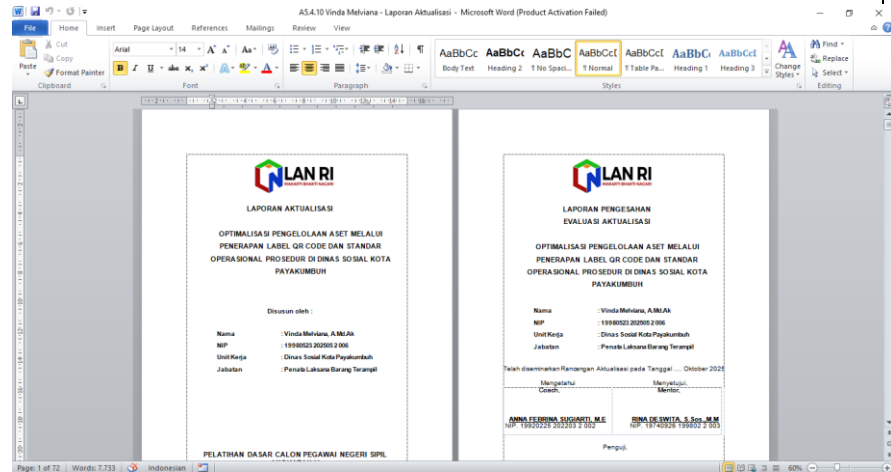 A5.4.10 Vinda Melviana - Laporan Aktualisasi - Microsoft Word (Product Activation Failed)
File Home Insert Page Layout References Mailings Review View
Paste
Cut
Copy
Format Painter
Clipboard
Arial 14
Font
Paragraph
AaBbCc AaBbCc AaBbC AaBbCcI AaBbCcI AaBbC AaBbCcI
Body Text Heading 2 ¶ No Spaci... ¶ Normal ¶ Table Pa... Heading 1 Heading 3
Change Styles
Styles
Find
Replace
Select
Editing
LAN RI
MAKARTI BHAKTI NAGARI
LAPORAN AKTUALISASI
OPTIMALISASI PENGELOLAAN ASET MELALUI
PENERAPAN LABEL QR CODE DAN STANDAR
OPERASIONAL PROSEDUR DI DINAS SOSIAL KOTA
PAYAKUMBUH
Disusun oleh :
Nama : Vinda Melviana, A.Md.Ak
NIP : 19980523 202505 2 006
Unit Kerja : Dinas Sosial Kota Payakumbuh
Jabatan : Penata Laksana Barang Terampil
PELATIHAN DASAR CALON PEGAWAI NEGERI SIPIL
LAN RI
MAKARTI BHAKTI NAGARI
LAPORAN PENGESAHAN
EVALUASI AKTUALISASI
OPTIMALISASI PENGELOLAAN ASET MELALUI
PENERAPAN LABEL QR CODE DAN STANDAR
OPERASIONAL PROSEDUR DI DINAS SOSIAL KOTA
PAYAKUMBUH
Nama : Vinda Melviana, A.Md.Ak
NIP : 19980523 202505 2 006
Unit Kerja : Dinas Sosial Kota Payakumbuh
Jabatan : Penata Laksana Barang Terampil
Telah diseminarkan Rancangan Aktualisasi pada Tanggal .... Oktober 2025
Mengetahui Menyetujui,
Coach, Mentor,
ANNA FEBRINA SUGIARTI, M.E RINA DESWITA, S.Sos.,M.M
NIP. 19920226 202203 2 002 NIP. 19740926 199802 2 003
Penguji,
Page: 1 of 72 Words: 7.733 Indonesian 60%